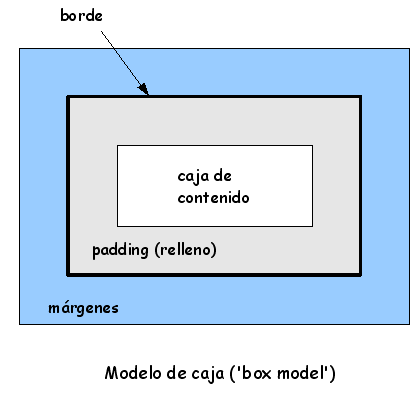 borde
caja de
contenido
padding (relleno)
márgenes
Modelo de caja ('box model')